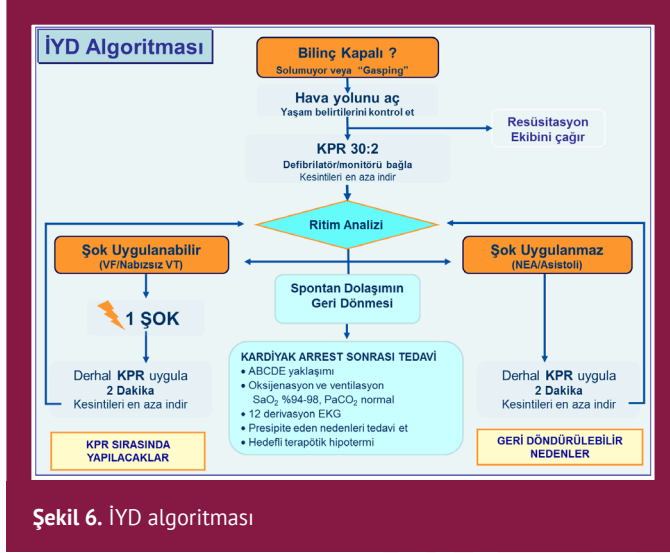 İYD Algoritması
Bilinç Kapalı ?
Solumuyor veya “Gasping”
Hava yolunu aç
Yaşam belirtilerini kontrol et
Resüsitasyon
Ekibini çağır
KPR 30:2
Defibrilatör/monitörü bağla
Kesintileri en aza indir
Ritim Analizi
Şok Uygulanabilir
(VF/Nabızsız VT)
Şok Uygulanmaz
(NEA/Asistoli)
Spontan Dolaşımın
Geri Dönmesi
1 ŞOK
Derhal KPR uygula
2 Dakika
Kesintileri en aza indir
KARDİYAK ARREST SONRASI TEDAVİ
• ABCDE yaklaşımı
• Oksijenasyon ve ventilasyon
SaO₂ %94-98, PaCO₂ normal
• 12 derivasyon EKG
• Presipite eden nedenleri tedavi et
• Hedefli terapötik hipotermi
Derhal KPR uygula
2 Dakika
Kesintileri en aza indir
KPR SIRASINDA
YAPILACAKLAR
GERİ DÖNDÜRÜLEBİLİR
NEDENLER
Şekil 6. İYD algoritması